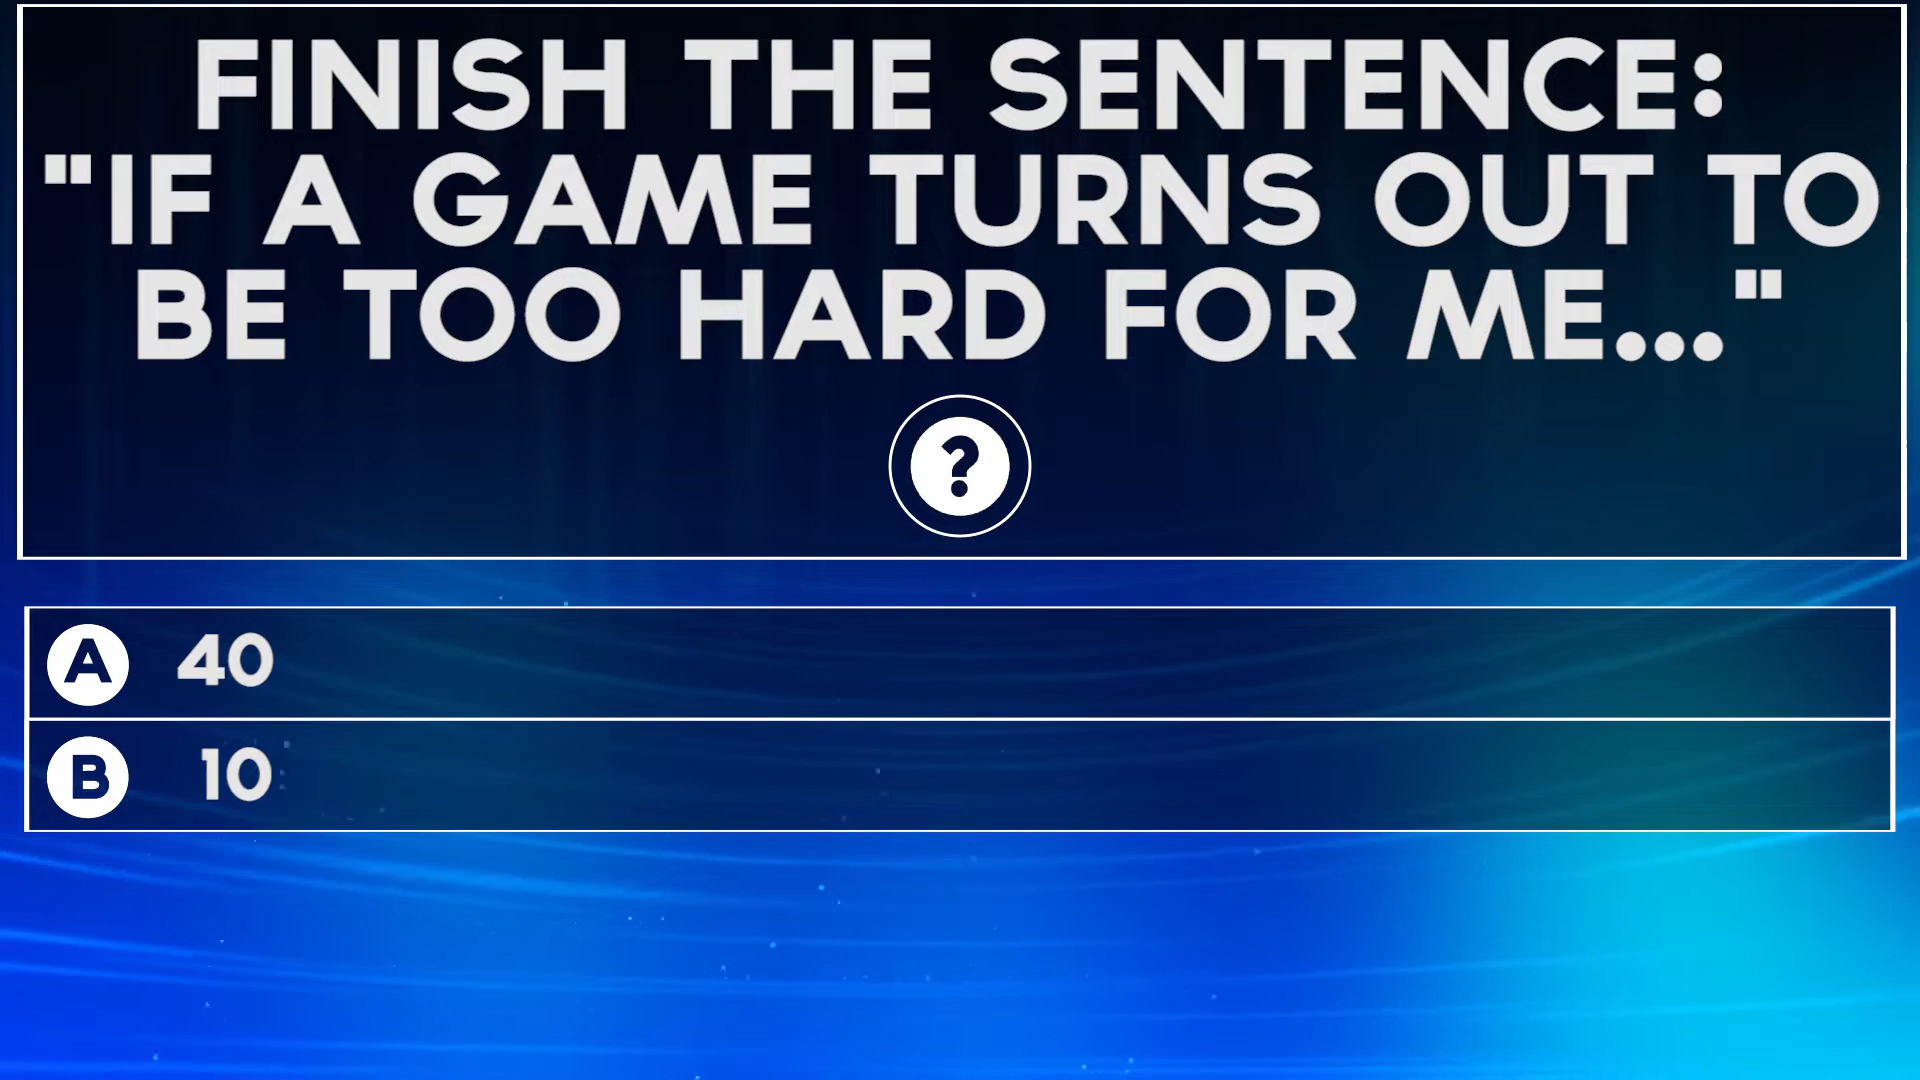 FINISH THE SENTENCE:
"IF A GAME TURNS OUT TO
BE TOO HARD FOR ME..."
?
A 40
B 10